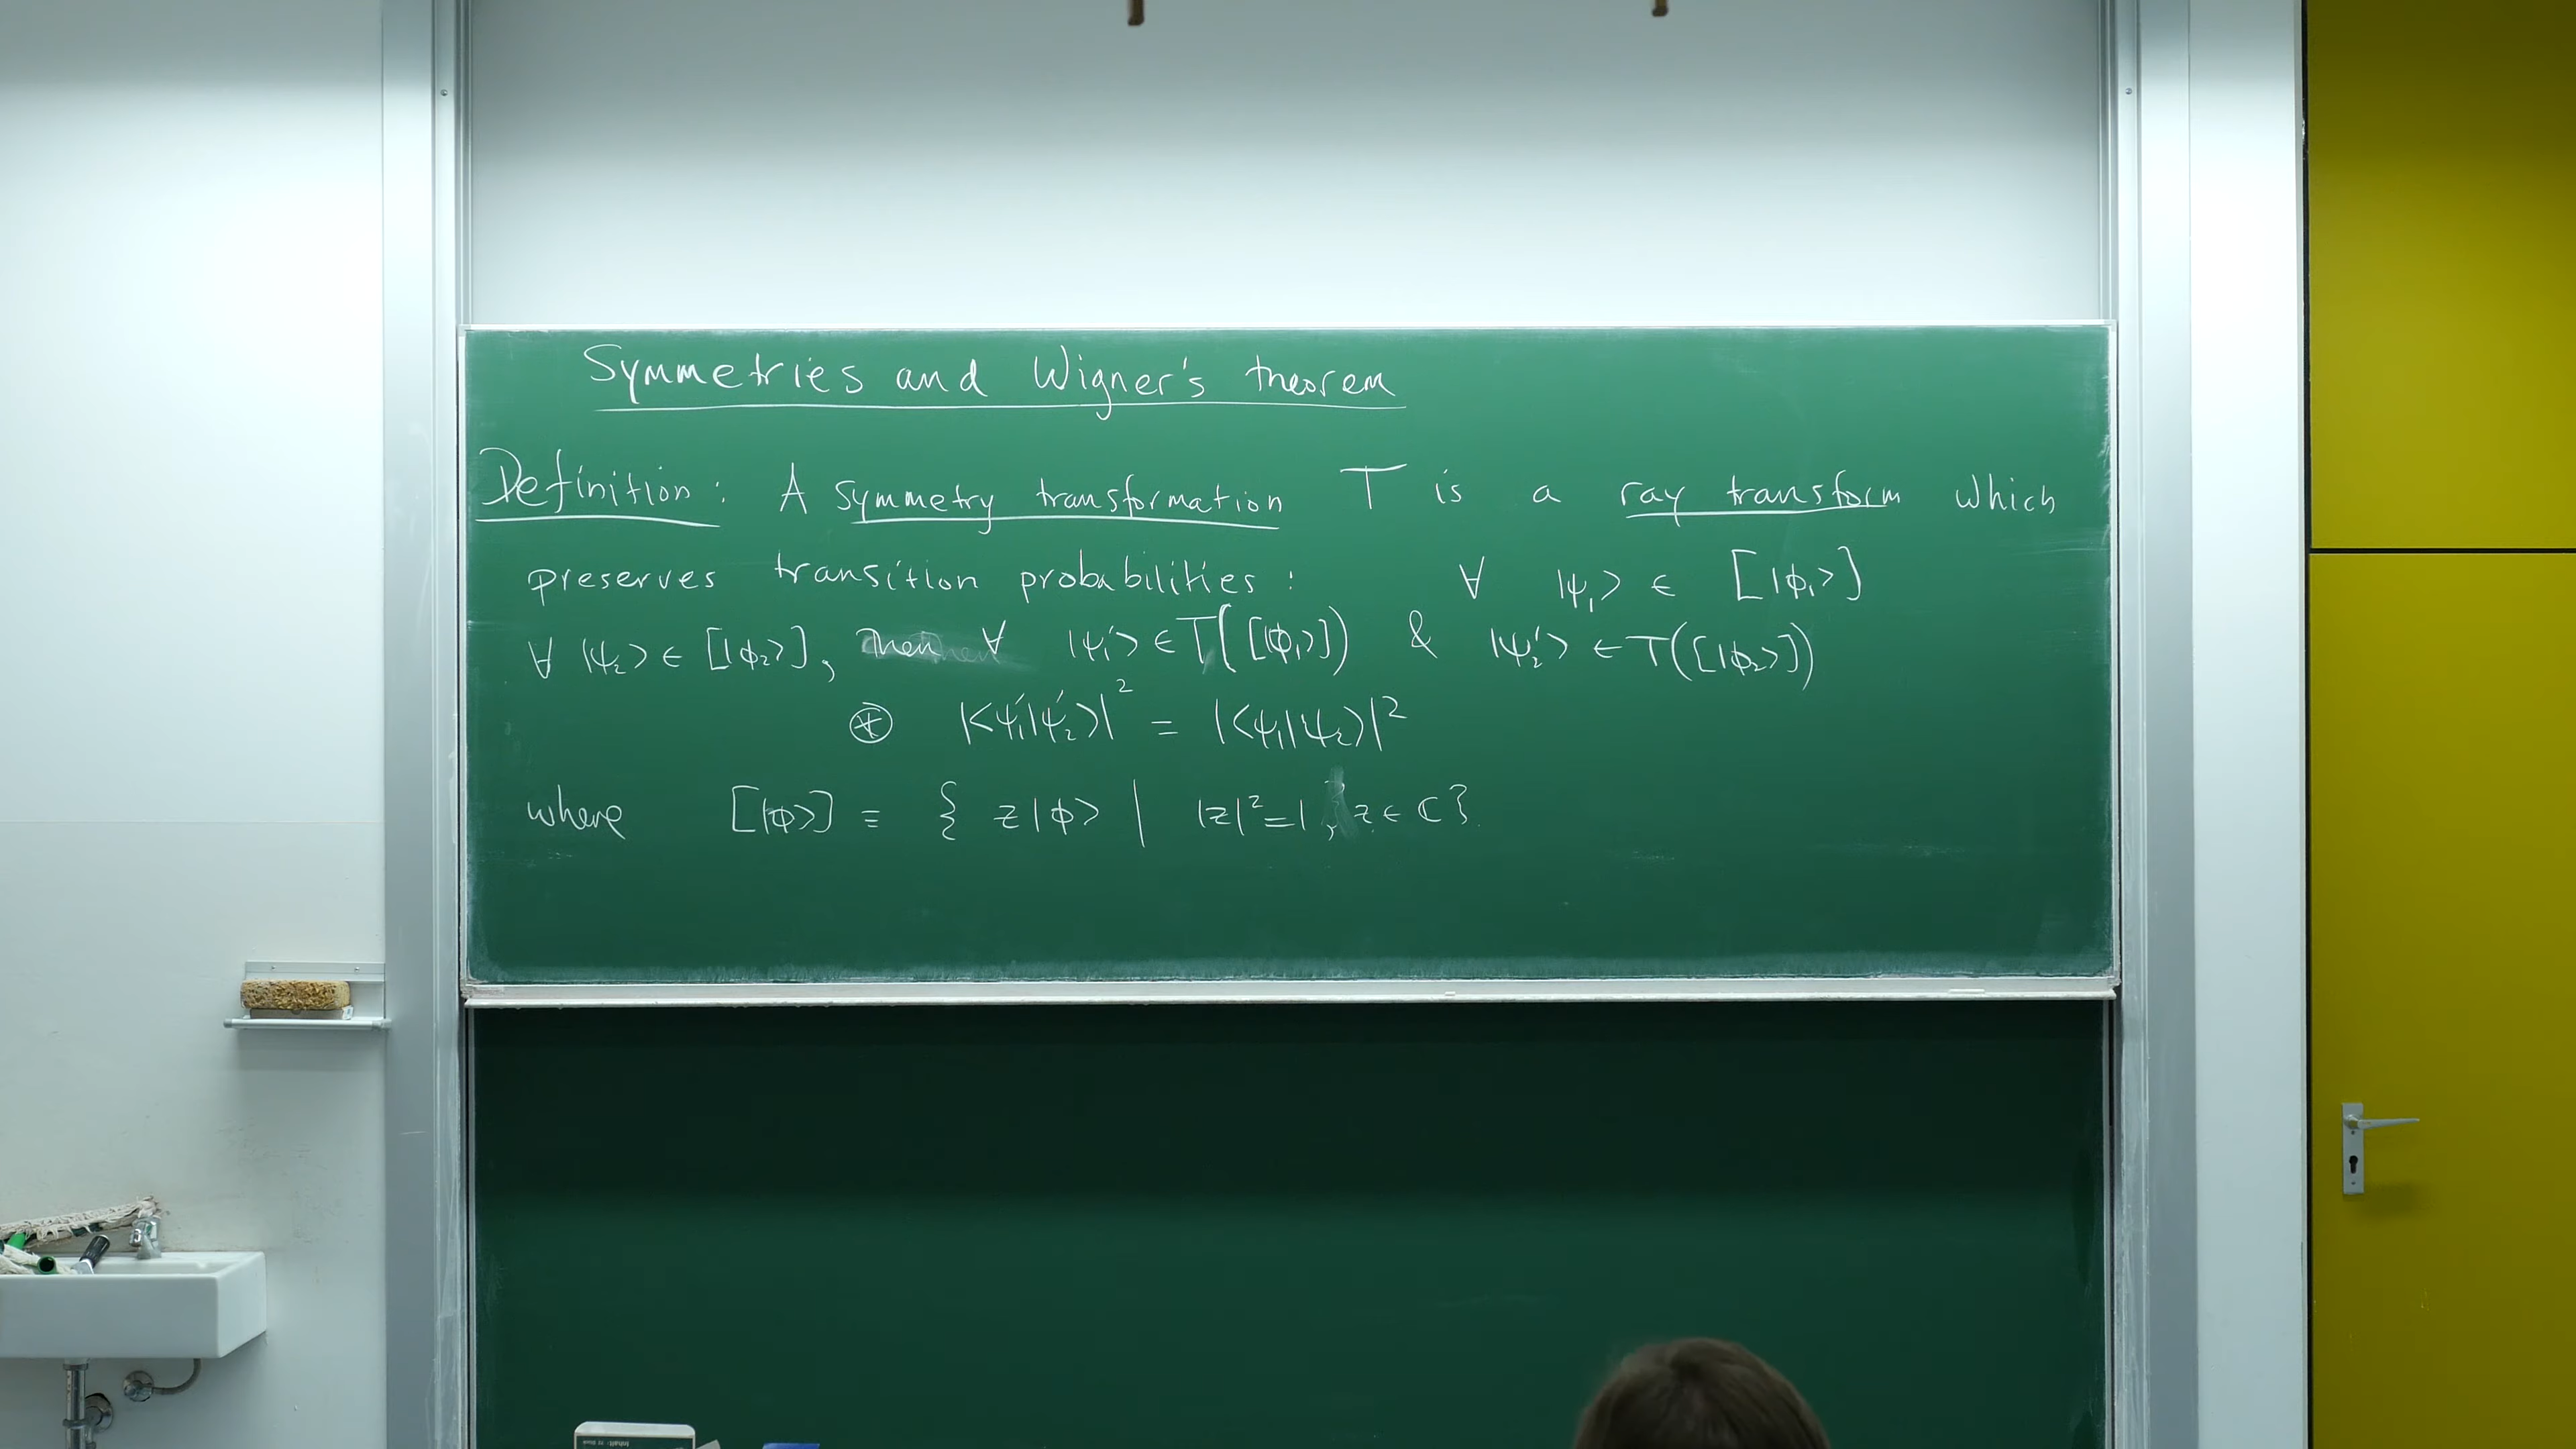 Symmetries and Wigner's theorem
Definition: A symmetry transformation T is a ray transform which
preserves transition probabilities: ∀ |ψ₁> ∈ [|ϕ₁>]
∀ |ψ₂> ∈ [|ϕ₂>], then ∀ |ψ₁'> ∈ T([|ϕ₁>]) & |ψ₂'> ∈ T([|ϕ₂>])
⊛ |<ψ₁'|ψ₂'>|² = |<ψ₁|ψ₂>|²
where [|ϕ>] ≡ { z|ϕ> | |z|²=1, z ∈ ℂ}